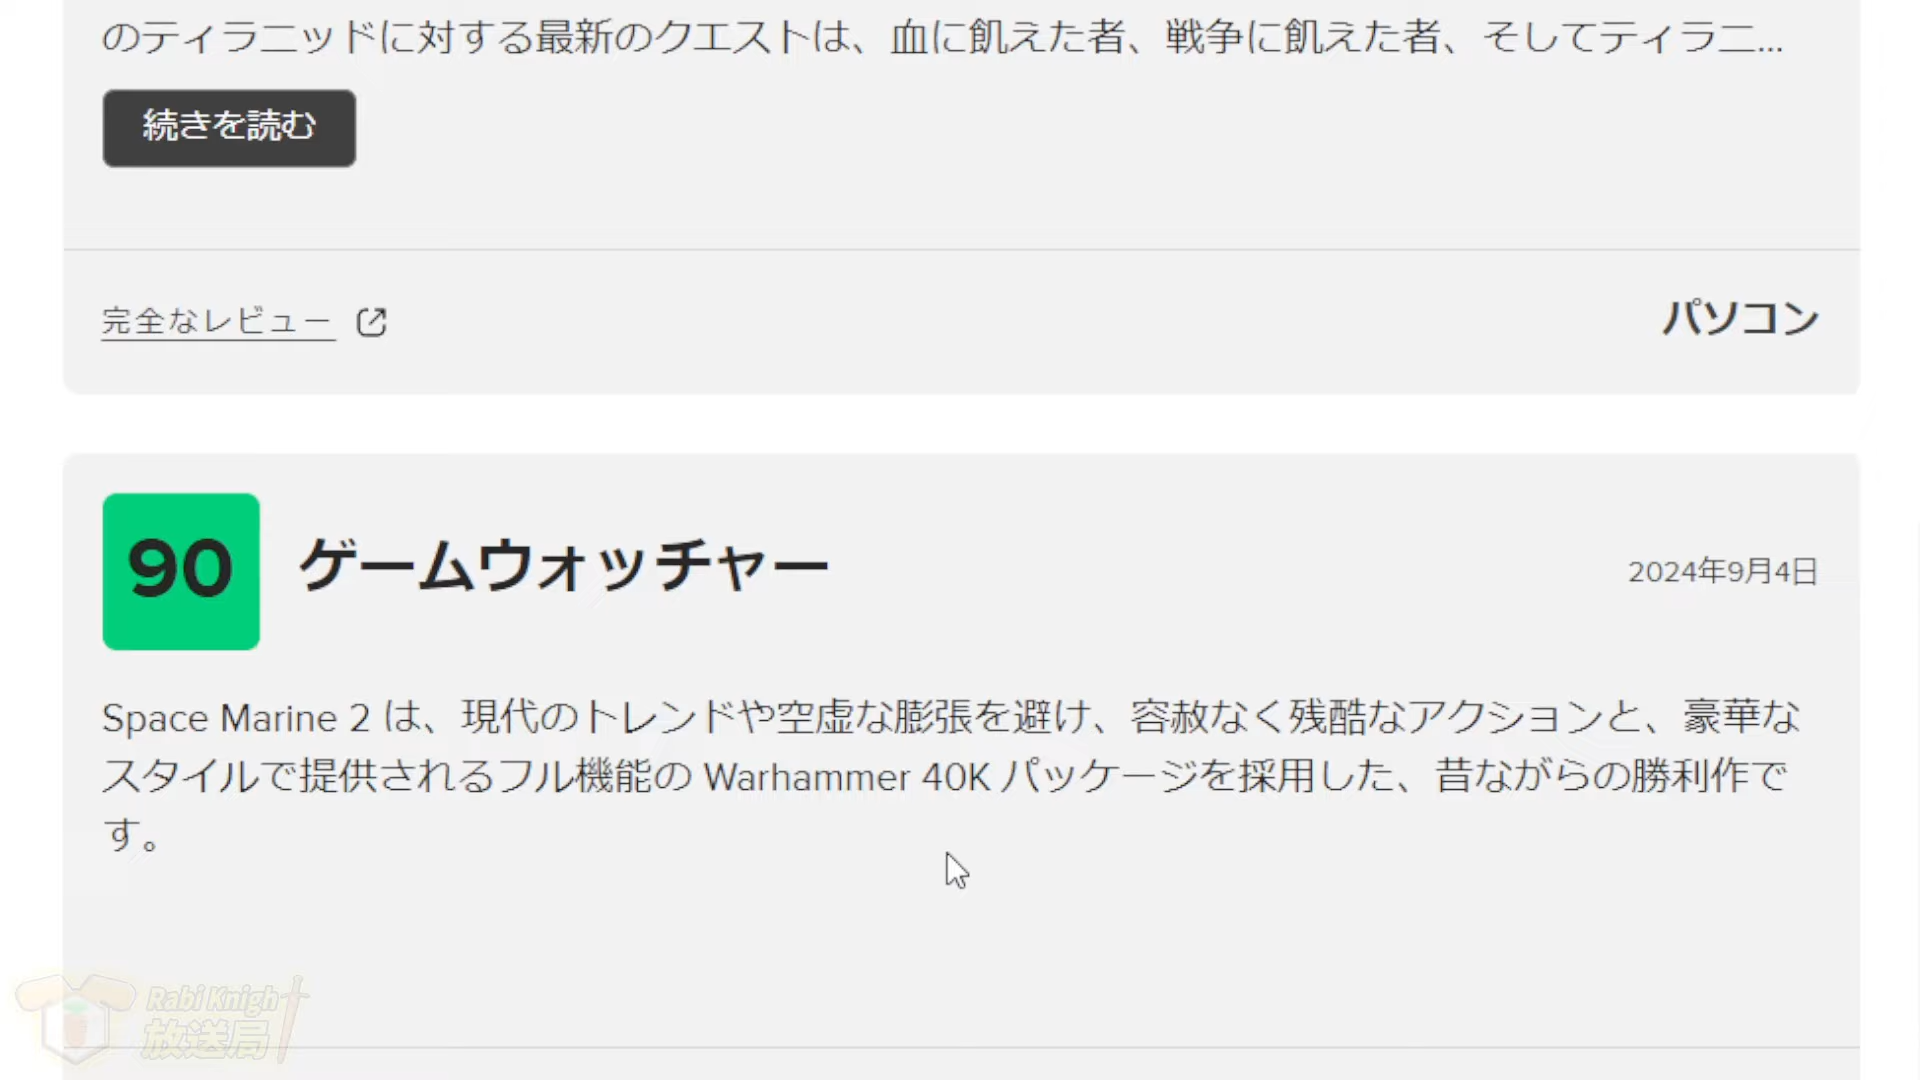 のティラニッドに対する最新のクエストは、血に飢えた者、戦争に飢えた者、そしてティラニ...
続きを読む
完全なレビュー
パソコン
90
ゲームウォッチャー
2024年9月4日
Space Marine 2 は、現代のトレンドや空虚な膨張を避け、容赦なく残酷なアクションと、豪華な
スタイルで提供されるフル機能の Warhammer 40K パッケージを採用した、昔ながらの勝利作で
す。
Rabi Knight
放送局